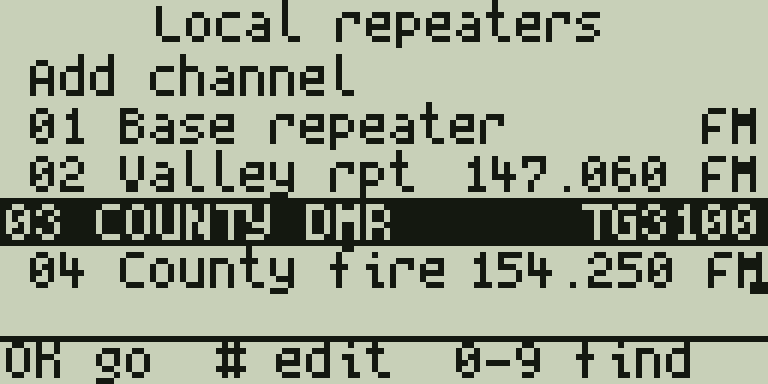 Local repeaters
Add channel
01 Base repeater FM
02 Valley rpt 147.060 FM
03 COUNTY DMR TG3100
04 County fire 154.250 FM
OK go # edit 0-9 find